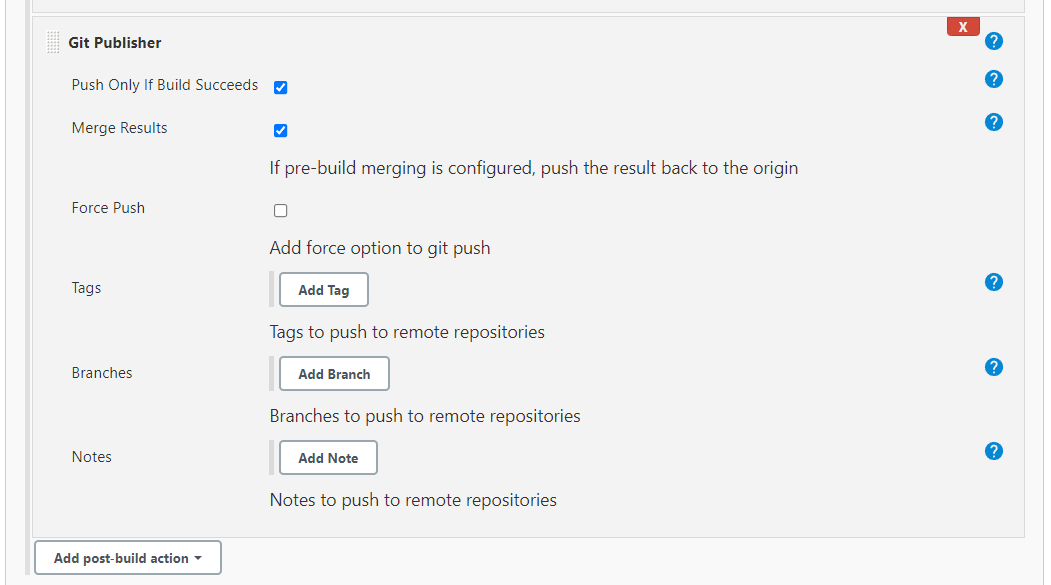 X
Git Publisher
?
Push Only If Build Succeeds
?
Merge Results
?
If pre-build merging is configured, push the result back to the origin
Force Push
Add force option to git push
Tags
Add Tag
?
Tags to push to remote repositories
Branches
Add Branch
?
Branches to push to remote repositories
Notes
Add Note
?
Notes to push to remote repositories
Add post-build action